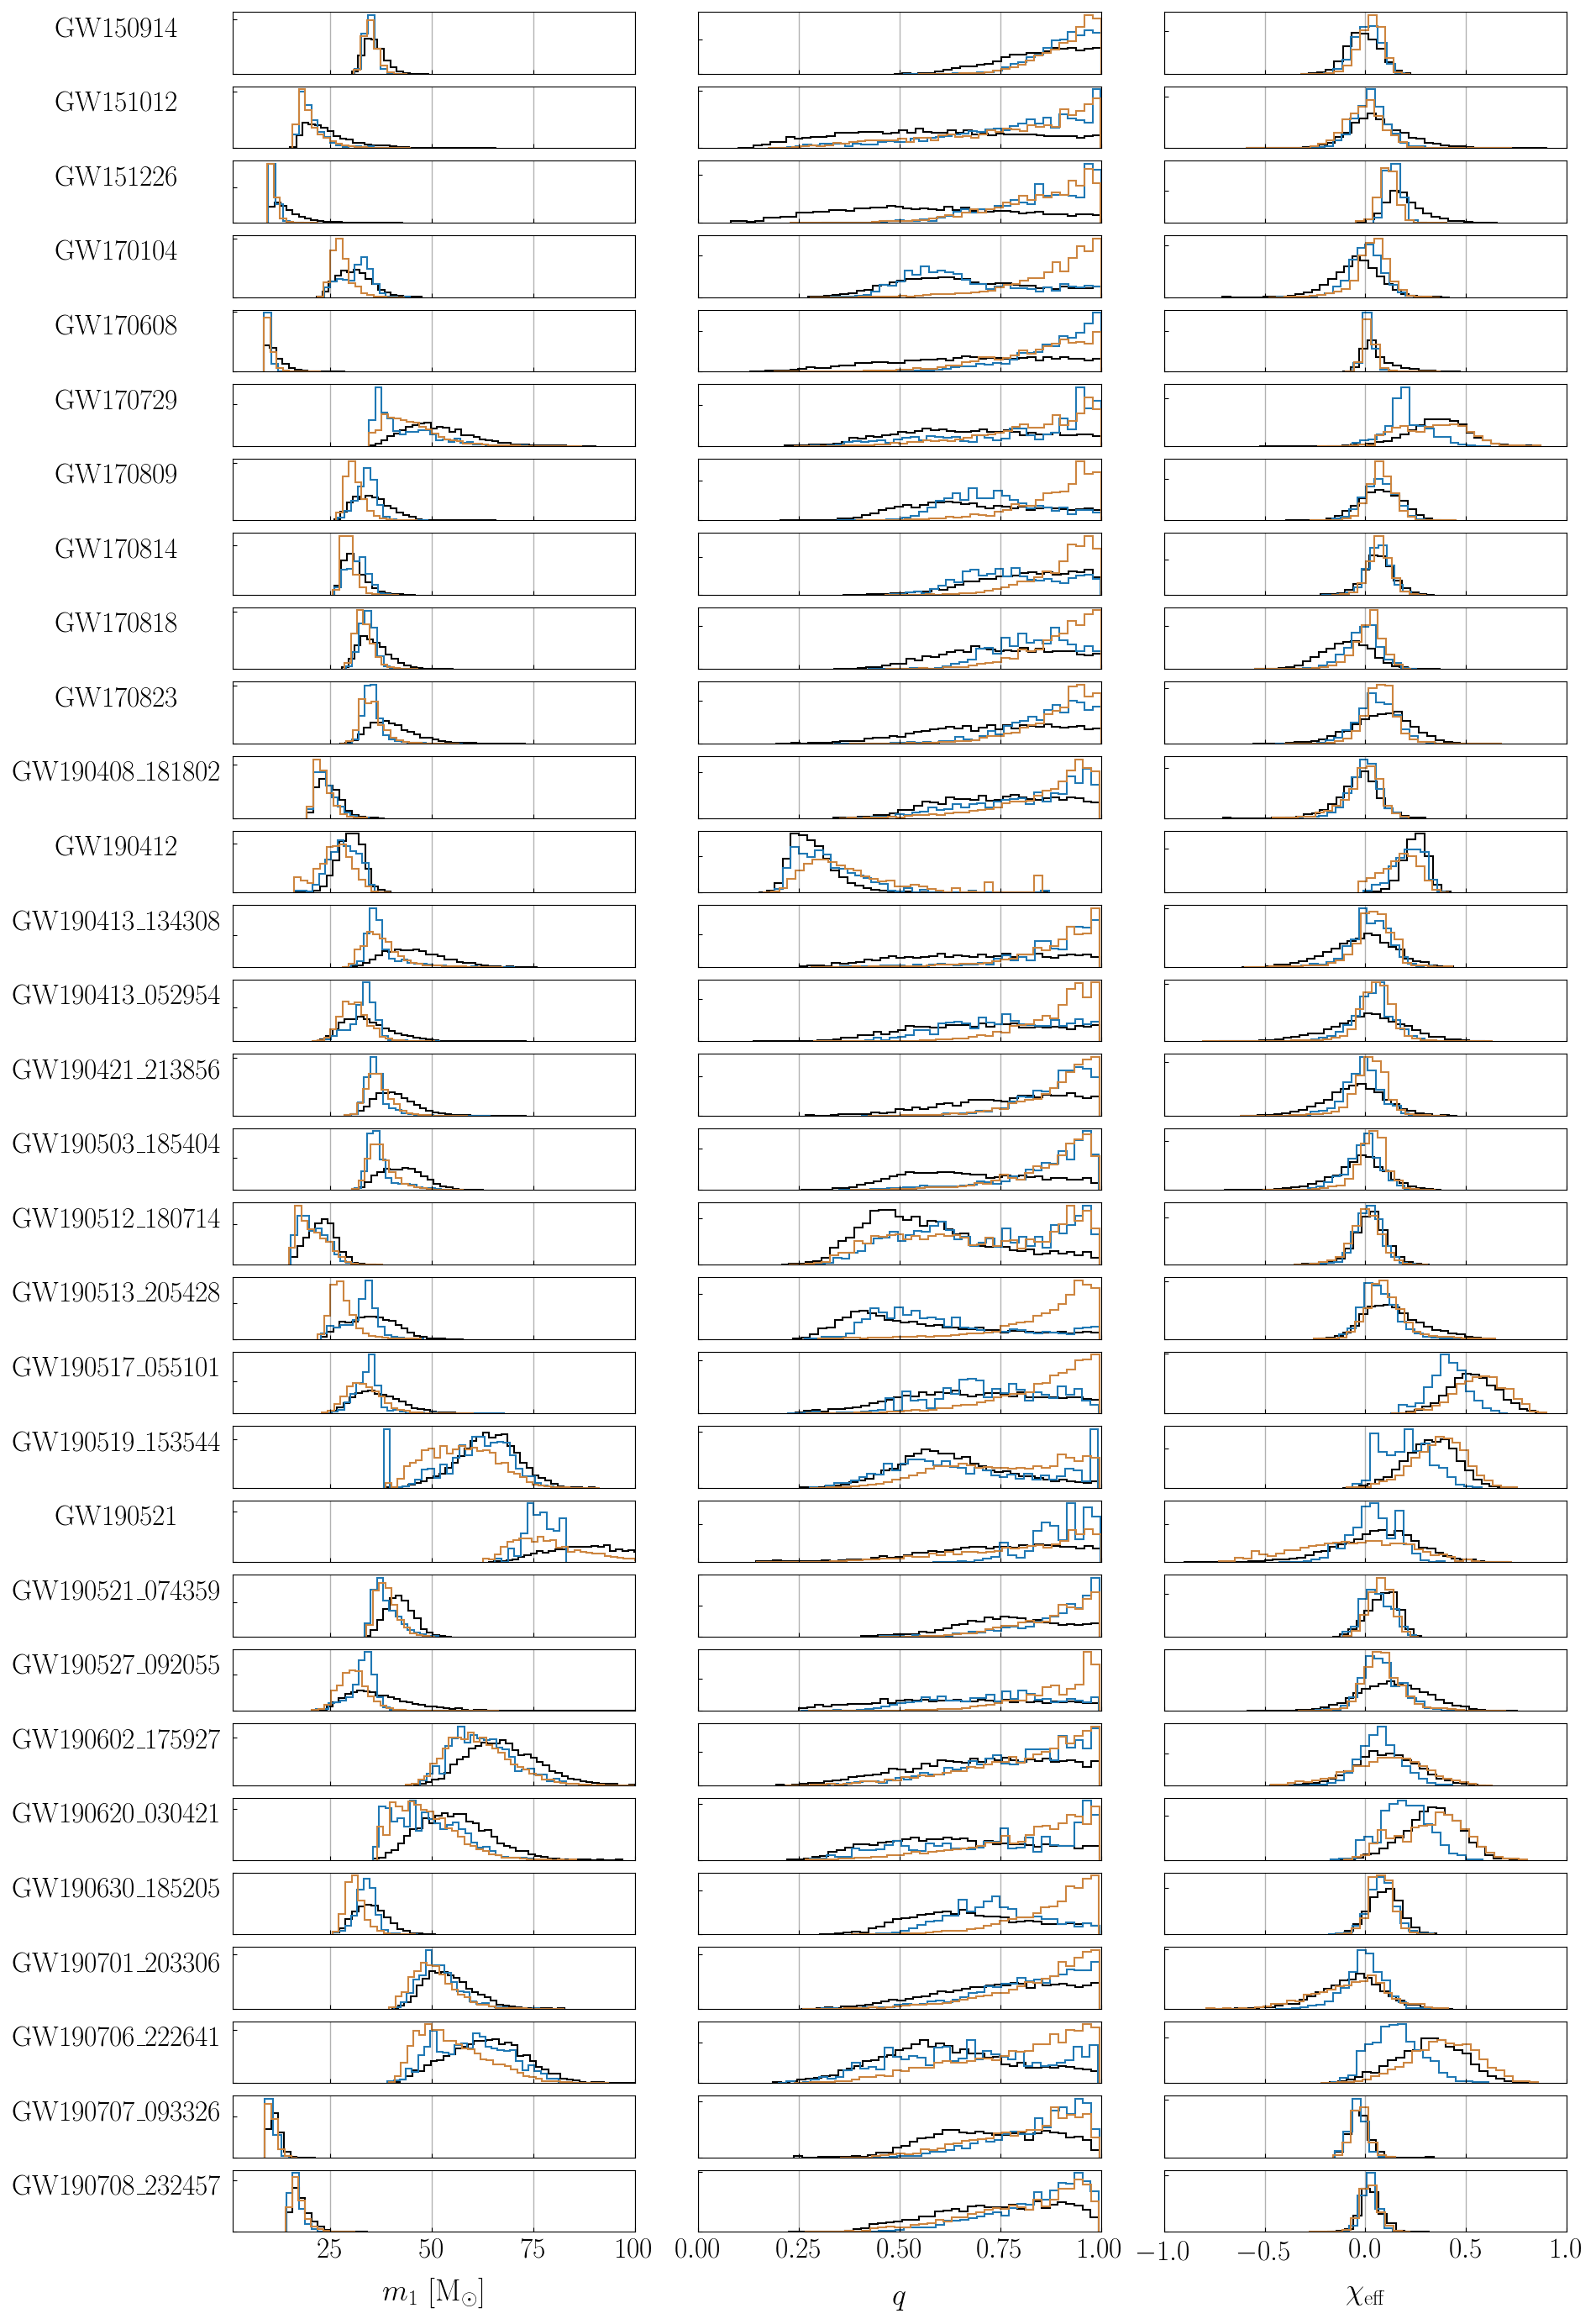 GW150914
GW151012
GW151226
GW170104
GW170608
GW170729
GW170809
GW170814
GW170818
GW170823
GW190408_181802
GW190412
GW190413_134308
GW190413_052954
GW190421_213856
GW190503_185404
GW190512_180714
GW190513_205428
GW190517_055101
GW190519_153544
GW190521
GW190521_074359
GW190527_092055
GW190602_175927
GW190620_030421
GW190630_185205
GW190701_203306
GW190706_222641
GW190707_093326
GW190708_232457
25 50 75 100 0.00 0.25 0.50 0.75 1.00 −1.0 −0.5 0.0 0.5 1.0
m₁ [M⊙] q χeff